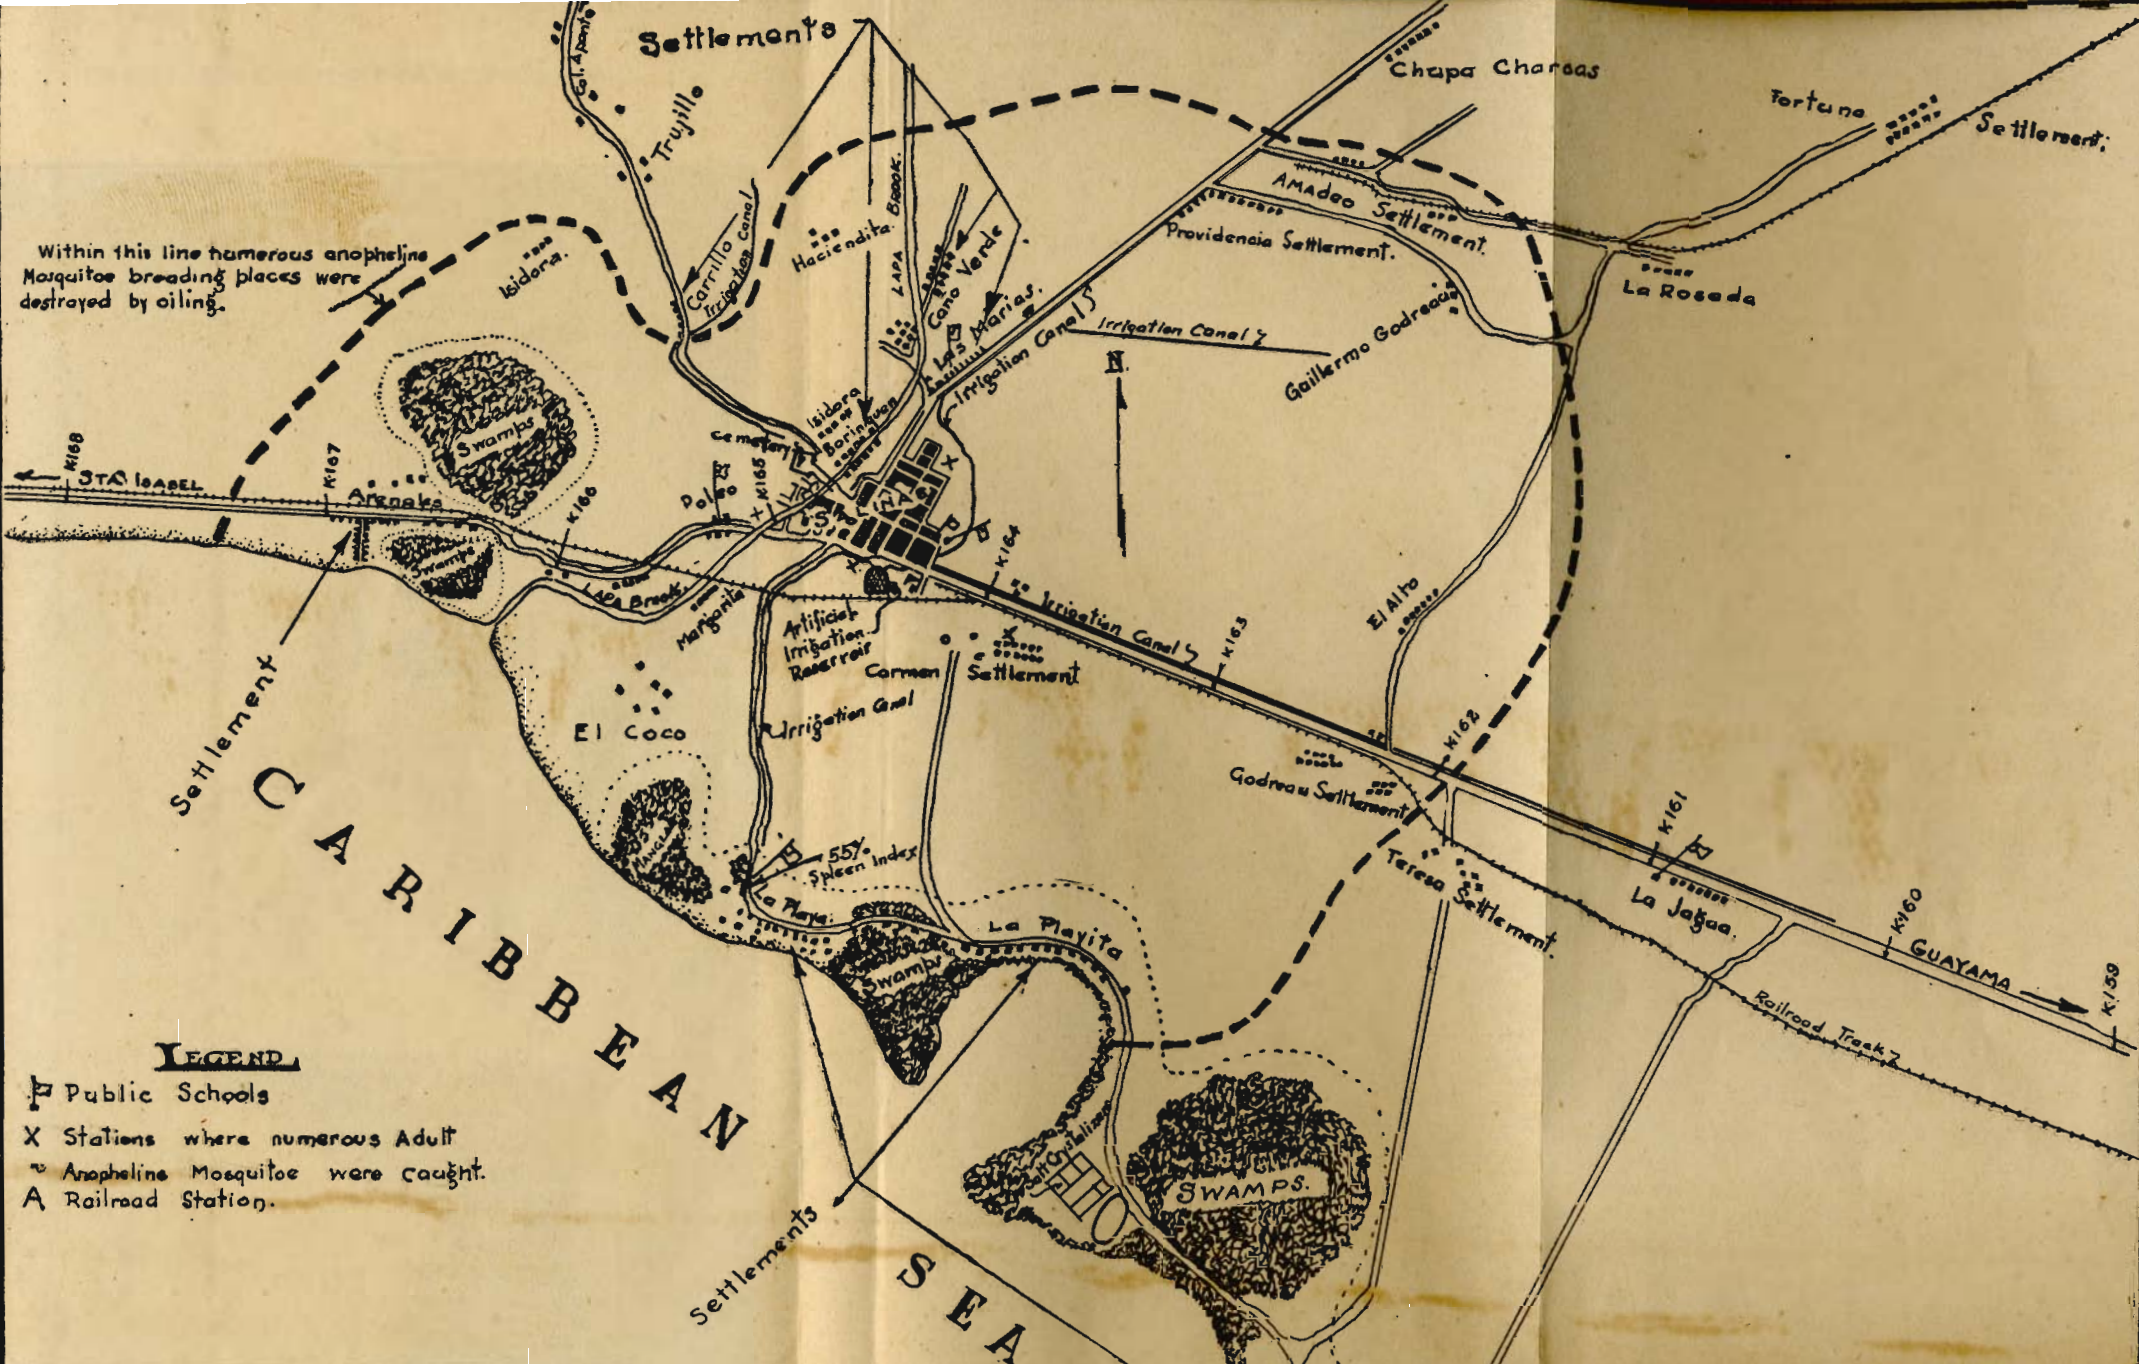 Settlements
Col. Aponte
Trujillo
Chupa Charcas
Fortuna
Settlement.
Within this line numerous anopheline
Mosquitoe breading places were
destroyed by oiling.
Isidora.
Carrillo
Irrigation Canal
Haciendita.
LAPA BROOK.
Cano Verde
Las Marias.
AMADEO Settlement.
Providencia Settlement.
La Rosada
Guillermo Godreau
Irrigation Canal
Irrigation Canal
N.
Isidora
Borinquen
Cemetery
Swamps
K168
STA. ISABEL
K167
Arenales
K166
K165
K164
Swamps
LAPA Brook.
Margarita
Artificial
Irrigation
Reservoir
Irrigation Canal
K163
El Alto
Carmen Settlement
Irrigation Canal
El Coco
Settlement
K162
Godreau Settlement
Teresa Settlement.
K161
La Jagua.
K160
GUAYAMA
K159
Railroad Track
55%
Spleen Index
La Playa.
La Playita
Swamps
CARIBBEAN
SEA
LEGEND
Public Schools
X Stations where numerous Adult
" Anopheline Mosquitoe were caught.
A Railroad Station.
SWAMPS.
Settlements